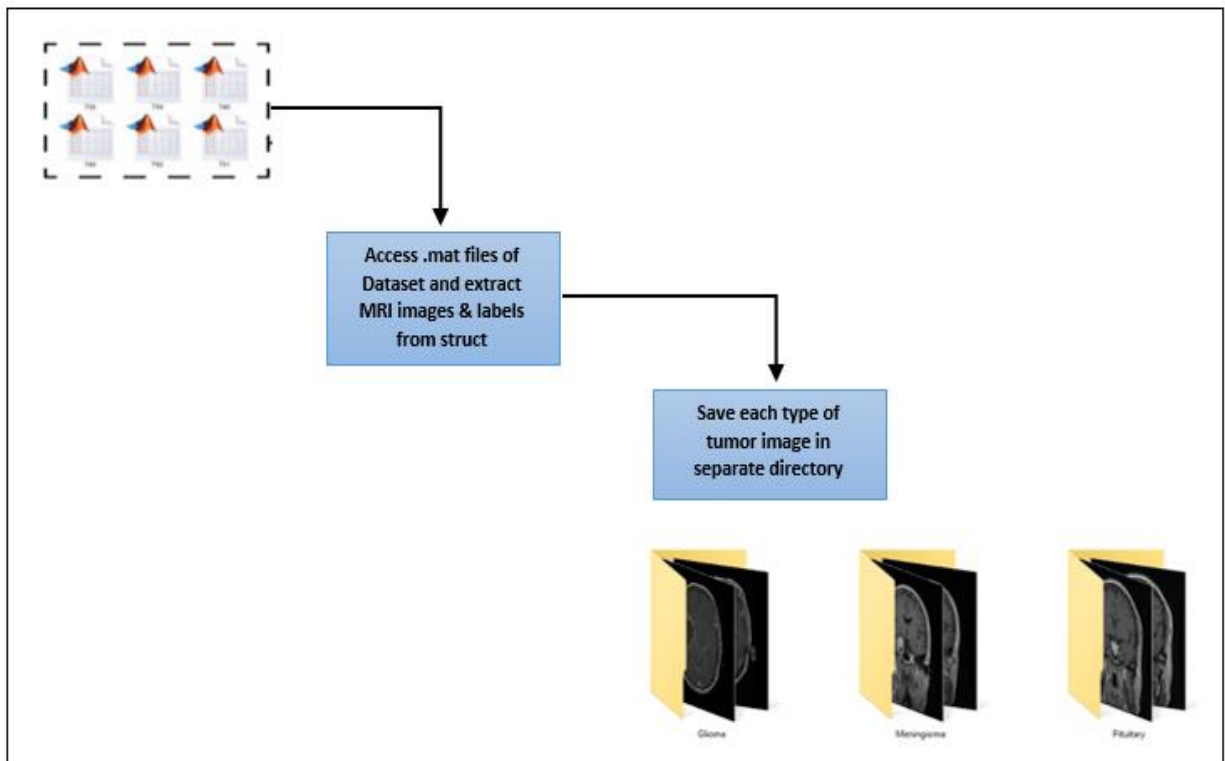 Access .mat files of
Dataset and extract
MRI images & labels
from struct
Save each type of
tumor image in
separate directory
Glioma
Meningioma
Pituitary